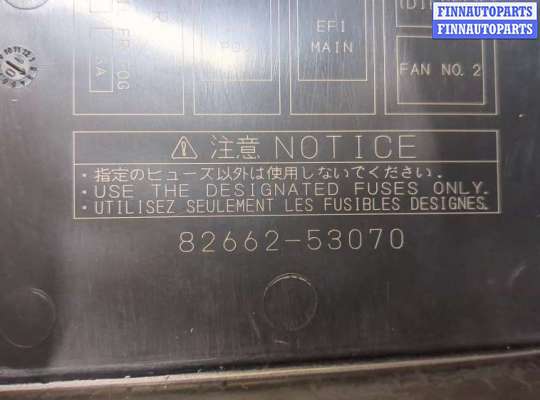 FINNAUTOPARTS
FINNAUTOPARTS
EFI
MAIN
FAN NO. 2
FR FOG
⚠ 注意 NOTICE
・指定のヒューズ以外は使用しないでください.
・USE THE DESIGNATED FUSES ONLY.
・UTILISEZ SEULEMENT LES FUSIBLES DESIGNES.
82662-53070